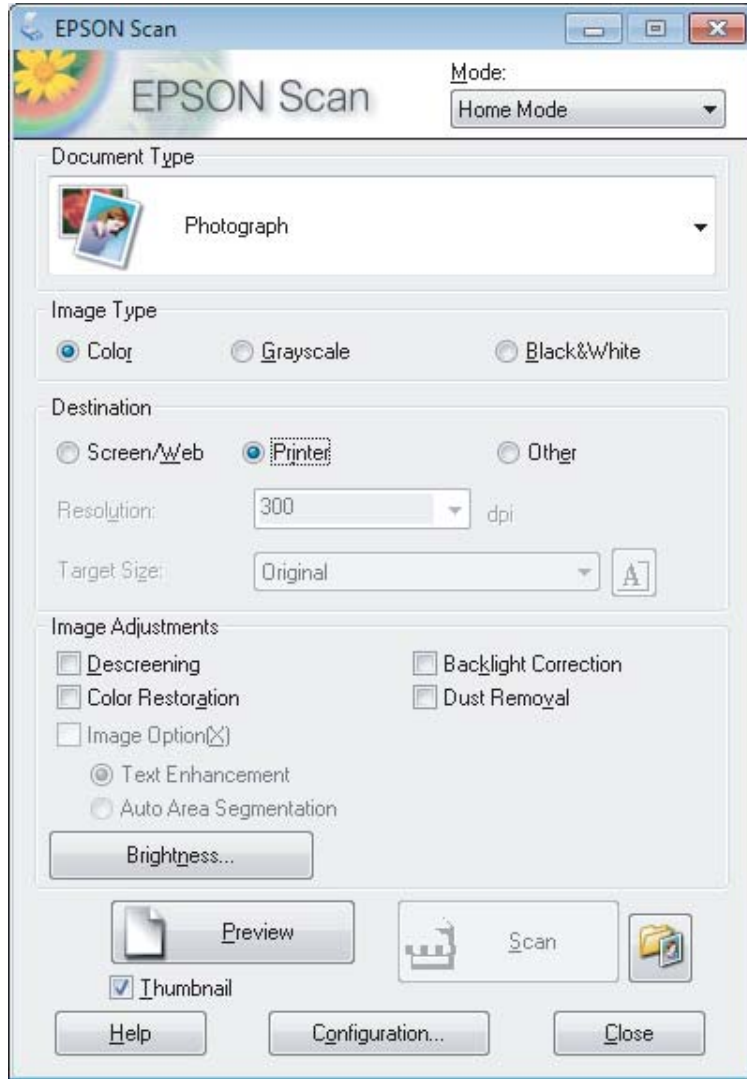 EPSON Scan
EPSON Scan
Mode:
Home Mode
Document Type
Photograph
Image Type
Color Grayscale Black&White
Destination
Screen/Web Printer Other
Resolution: 300 dpi
Target Size: Original A
Image Adjustments
Descreening Backlight Correction
Color Restoration Dust Removal
Image Option(X)
Text Enhancement
Auto Area Segmentation
Brightness...
Preview Scan
Thumbnail
Help Configuration... Close